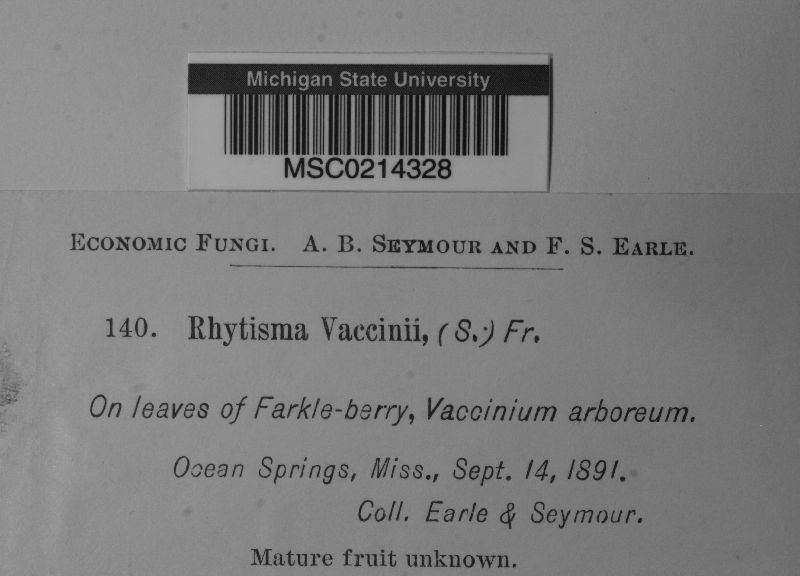 Michigan State University
MSC0214328
Economic Fungi. A. B. Seymour and F. S. Earle.
140. Rhytisma Vaccinii, (S.) Fr.
On leaves of Farkle-berry, Vaccinium arboreum.
Ocean Springs, Miss., Sept. 14, 1891.
Coll. Earle & Seymour.
Mature fruit unknown.